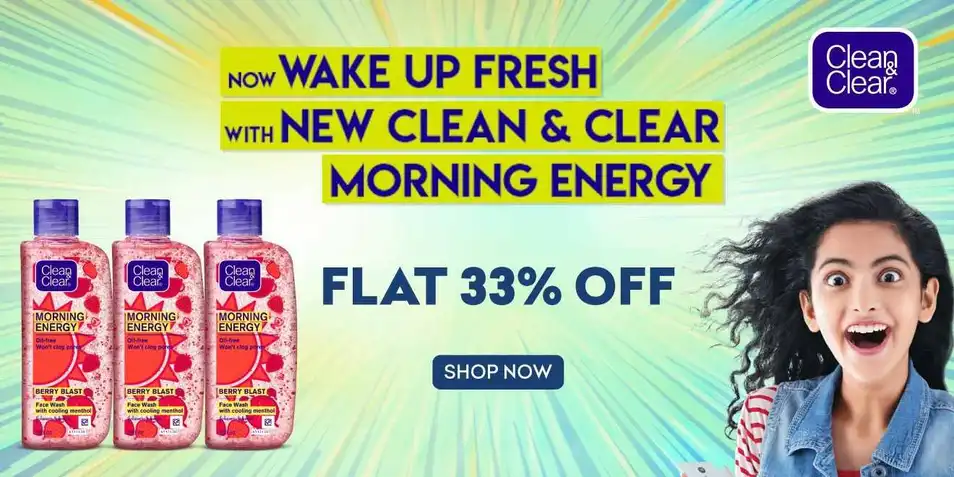 NOW WAKE UP FRESH
WITH NEW CLEAN & CLEAR
MORNING ENERGY
Clean
&
Clear®
FLAT 33% OFF
SHOP NOW
Clean
&
Clear®
MORNING
ENERGY
Oil-free
Won't clog pores
BERRY BLAST
Face Wash
with cooling menthol
Clean
&
Clear®
MORNING
ENERGY
Oil-free
Won't clog pores
BERRY BLAST
Face Wash
with cooling menthol
Clean
&
Clear®
MORNING
ENERGY
Oil-free
Won't clog pores
BERRY BLAST
Face Wash
with cooling menthol